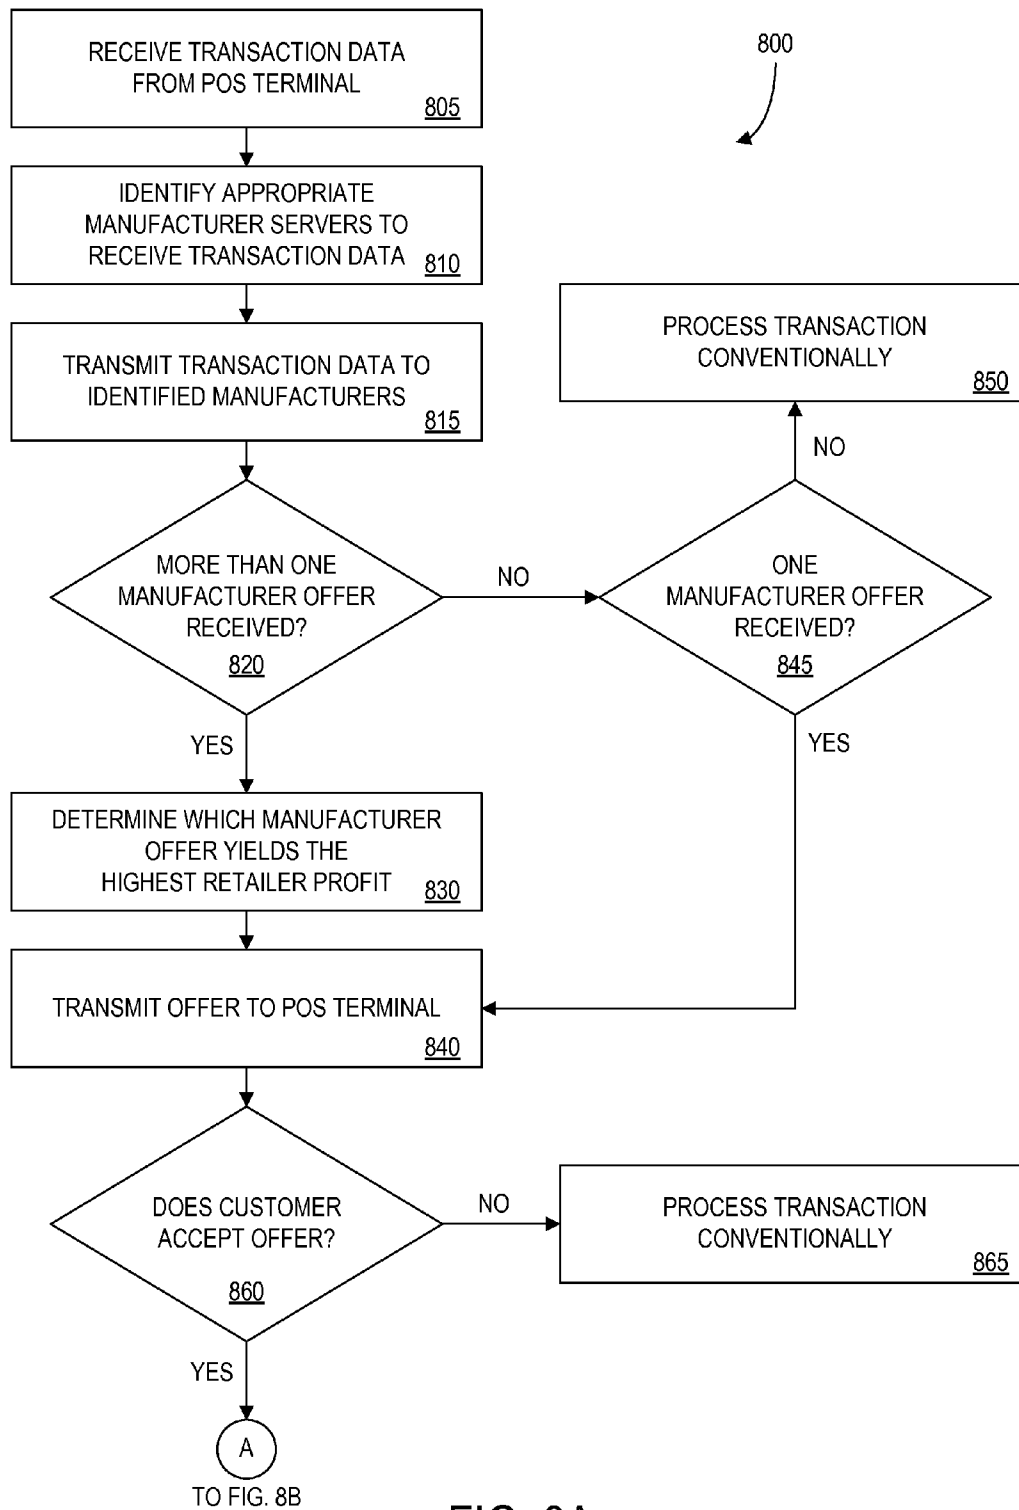 RECEIVE TRANSACTION DATA
FROM POS TERMINAL
805
800
IDENTIFY APPROPRIATE
MANUFACTURER SERVERS TO
RECEIVE TRANSACTION DATA
810
TRANSMIT TRANSACTION DATA TO
IDENTIFIED MANUFACTURERS
815
PROCESS TRANSACTION
CONVENTIONALLY
850
NO
MORE THAN ONE
MANUFACTURER OFFER
RECEIVED?
820
NO
ONE
MANUFACTURER OFFER
RECEIVED?
845
YES
YES
DETERMINE WHICH MANUFACTURER
OFFER YIELDS THE
HIGHEST RETAILER PROFIT
830
TRANSMIT OFFER TO POS TERMINAL
840
DOES CUSTOMER
ACCEPT OFFER?
860
NO
PROCESS TRANSACTION
CONVENTIONALLY
865
YES
A
TO FIG. 8B